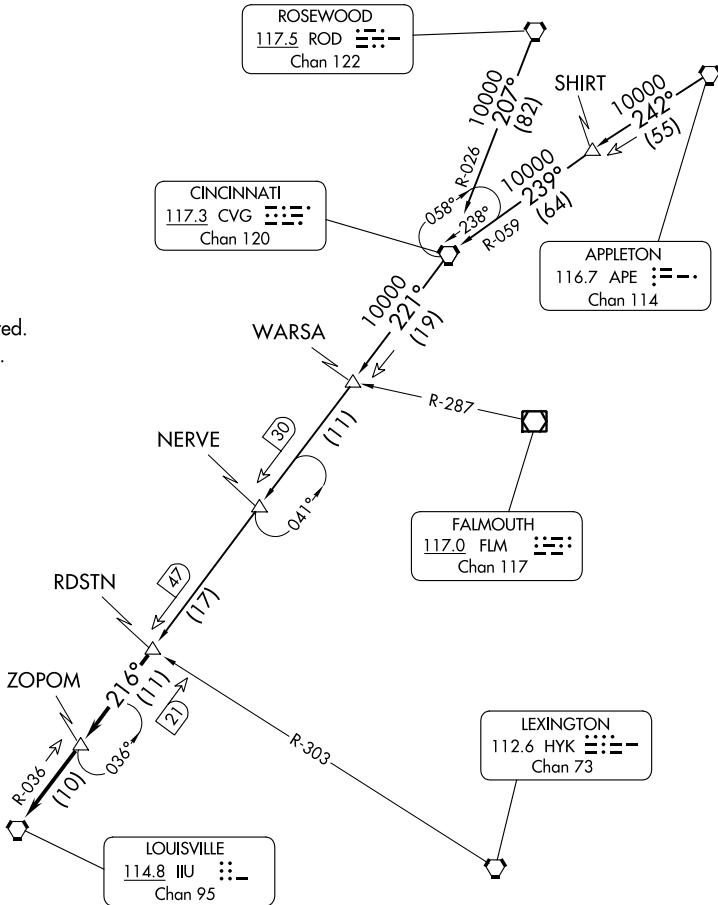 ROSEWOOD
117.5 ROD
Chan 122
SHIRT
10000
207°
(82)
R-026
10000
242°
(55)
10000
239°
(64)
R-059
058°
238°
CINCINNATI
117.3 CVG
Chan 120
APPLETON
116.7 APE
Chan 114
10000
221°
(19)
ed.
.
WARSA
R-287
30
(11)
NERVE
041°
FALMOUTH
117.0 FLM
Chan 117
47
(17)
RDSTN
216°
(11)
21
ZOPOM
036°
R-036
(10)
R-303
LEXINGTON
112.6 HYK
Chan 73
LOUISVILLE
114.8 IIU
Chan 95